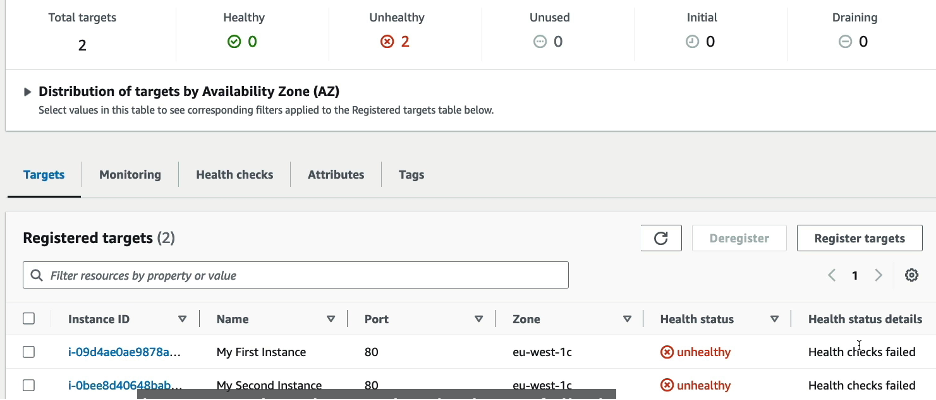 Total targets
2
Healthy
0
Unhealthy
2
Unused
0
Initial
0
Draining
0
Distribution of targets by Availability Zone (AZ)
Select values in this table to see corresponding filters applied to the Registered targets table below.
Targets Monitoring Health checks Attributes Tags
Registered targets (2)
Deregister Register targets
Filter resources by property or value
1
Instance ID Name Port Zone Health status Health status details
i-09d4ae0ae9878a... My First Instance 80 eu-west-1c unhealthy Health checks failed
i-0bee8d40648bab... My Second Instance 80 eu-west-1c unhealthy Health checks failed